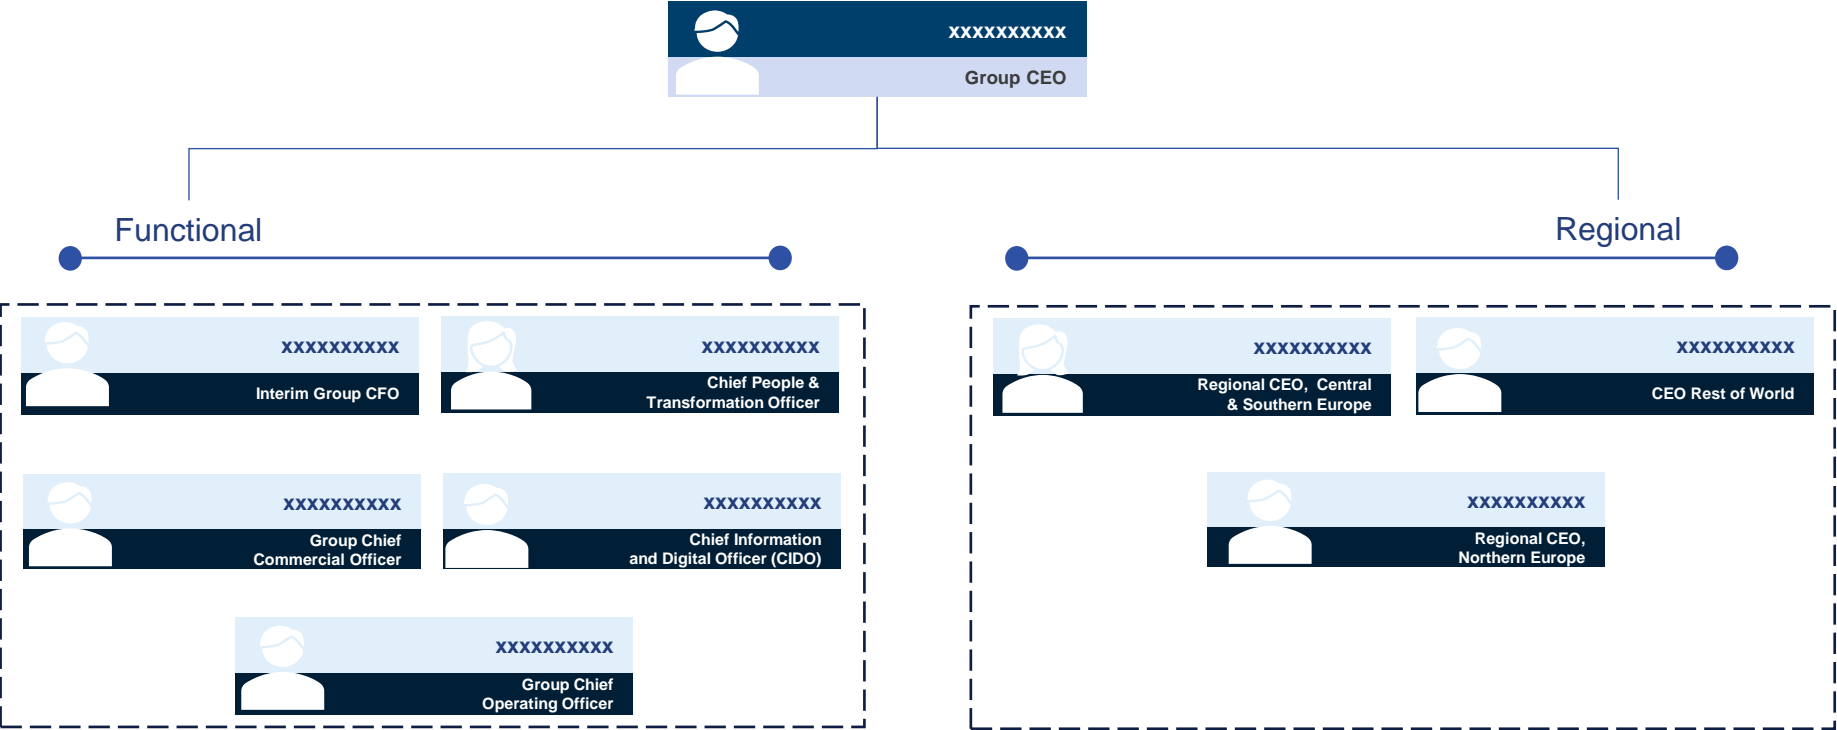 xxxxxxxxxx
Group CEO
Functional
Regional
xxxxxxxxxx
Interim Group CFO
xxxxxxxxxx
Chief People &
Transformation Officer
xxxxxxxxxx
Group Chief
Commercial Officer
xxxxxxxxxx
Chief Information
and Digital Officer (CIDO)
xxxxxxxxxx
Group Chief
Operating Officer
xxxxxxxxxx
Regional CEO, Central
& Southern Europe
xxxxxxxxxx
CEO Rest of World
xxxxxxxxxx
Regional CEO,
Northern Europe